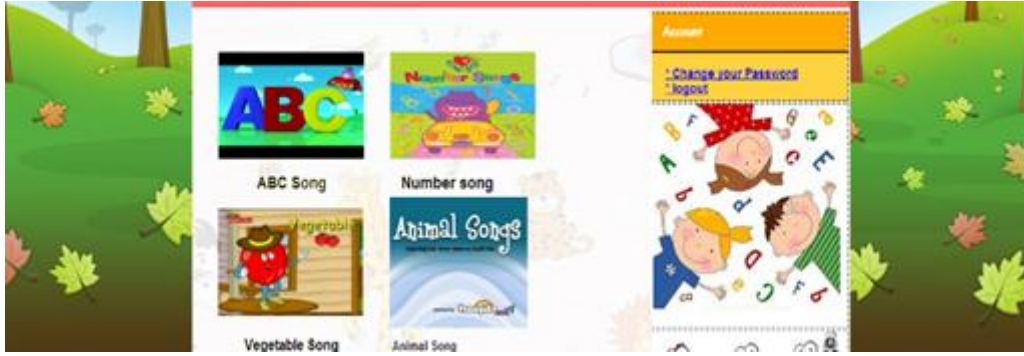 ABC
ABC Song
Number Songs
Number song
Vegetable
Vegetable Song
Animal Songs
Animal Song
Account
* Change your Password
* logout